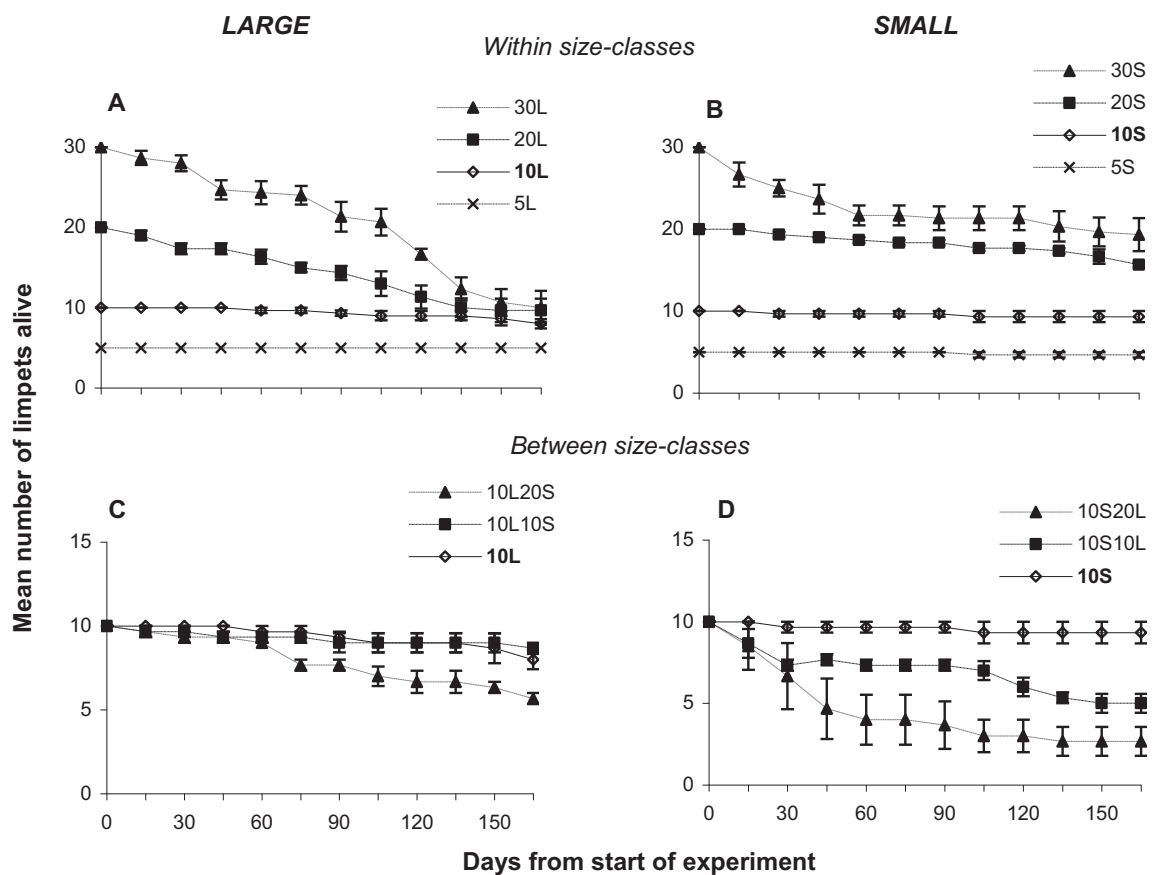 LARGE
SMALL
Within size-classes
A
30L
20L
10L
5L
30
20
10
0
B
30S
20S
10S
5S
30
20
10
0
Mean number of limpets alive
Between size-classes
C
10L20S
10L10S
10L
15
10
5
0
0 30 60 90 120 150
D
10S20L
10S10L
10S
15
10
5
0
0 30 60 90 120 150
Days from start of experiment